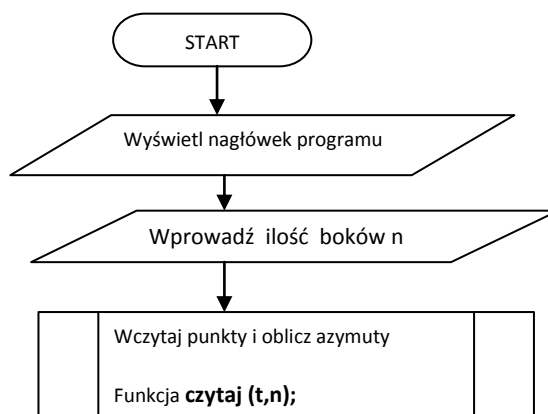 START
Wyświetl nagłówek programu
Wprowadź ilość boków n
Wczytaj punkty i oblicz azymuty
Funkcja czytaj (t,n);